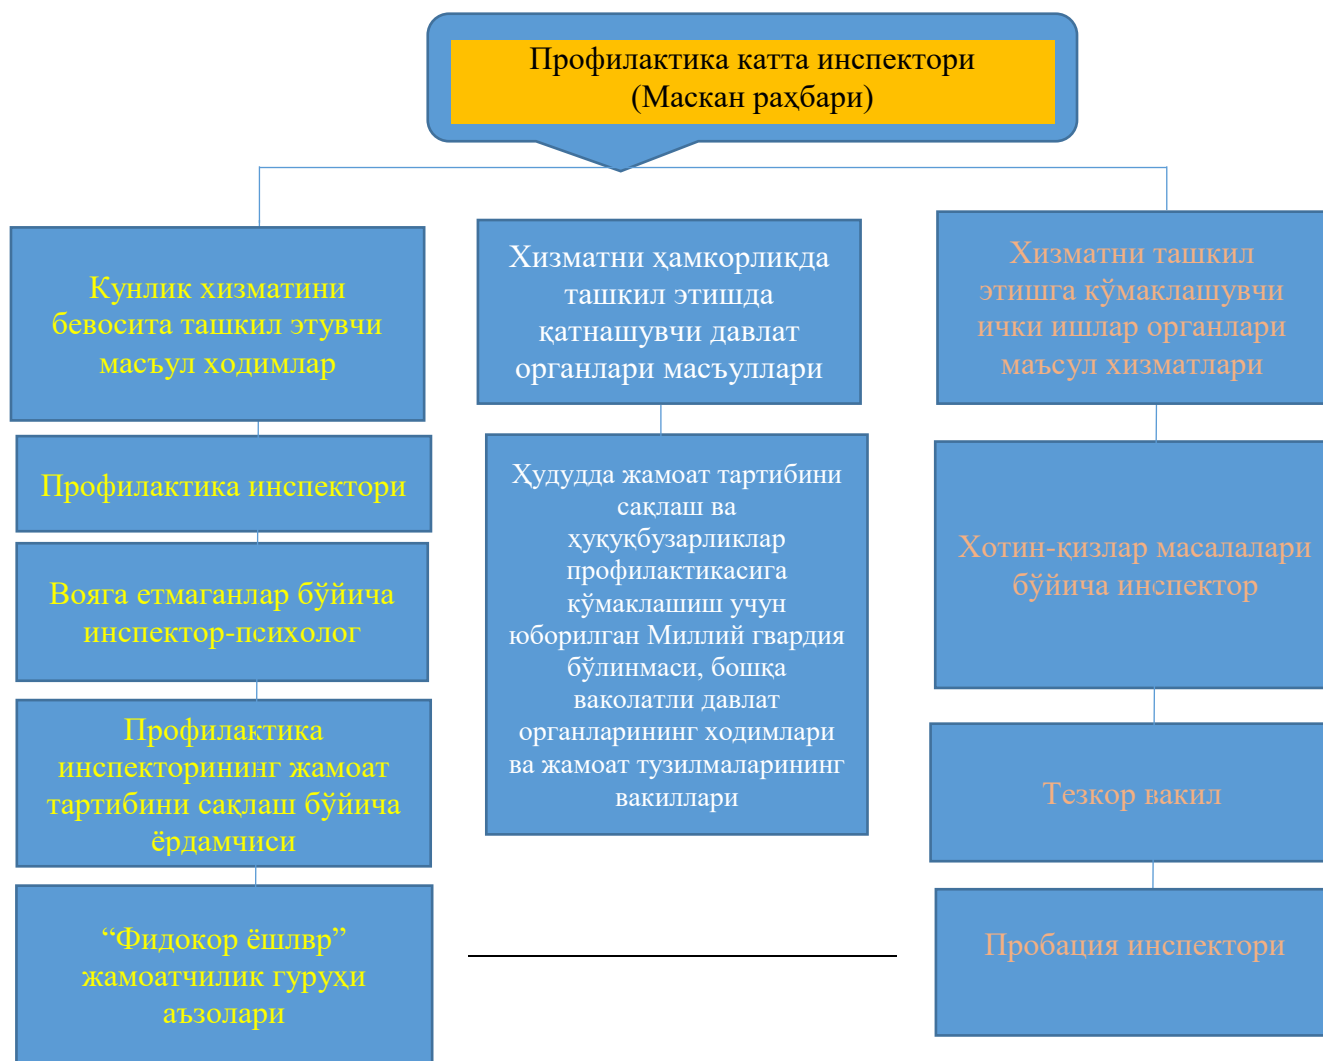 Профилактика катта инспектори
(Маскан раҳбари)
Кунлик хизматини
бевосита ташкил этувчи
масъул ходимлар
Профилактика инспектори
Вояга етмаганлар бўйича
инспектор-психолог
Профилактика
инспекторининг жамоат
тартибини сақлаш бўйича
ёрдамчиси
“Фидокор ёшлвр”
жамоатчилик гуруҳи
аъзолари
Хизматни ҳамкорликда
ташкил этишда
қатнашувчи давлат
органлари масъуллари
Ҳудудда жамоат тартибини
сақлаш ва
ҳуқуқбузарликлар
профилактикасига
кўмаклашиш учун
юборилган Миллий гвардия
бўлинмаси, бошқа
ваколатли давлат
органларининг ходимлари
ва жамоат тузилмаларининг
вакиллари
Хизматни ташкил
этишга кўмаклашувчи
ички ишлар органлари
маъсул хизматлари
Хотин-қизлар масалалари
бўйича инспектор
Тезкор вакил
Пробация инспектори